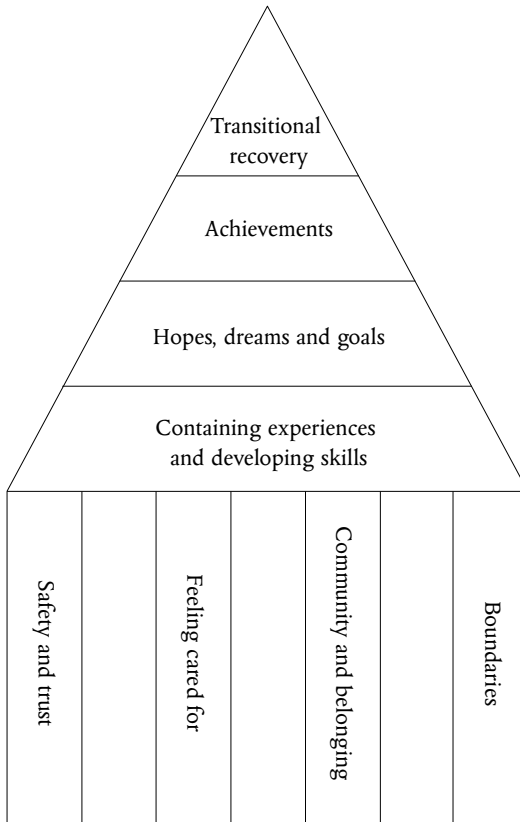 Transitional
recovery
Achievements
Hopes, dreams and goals
Containing experiences
and developing skills
Safety and trust
Feeling cared for
Community and belonging
Boundaries